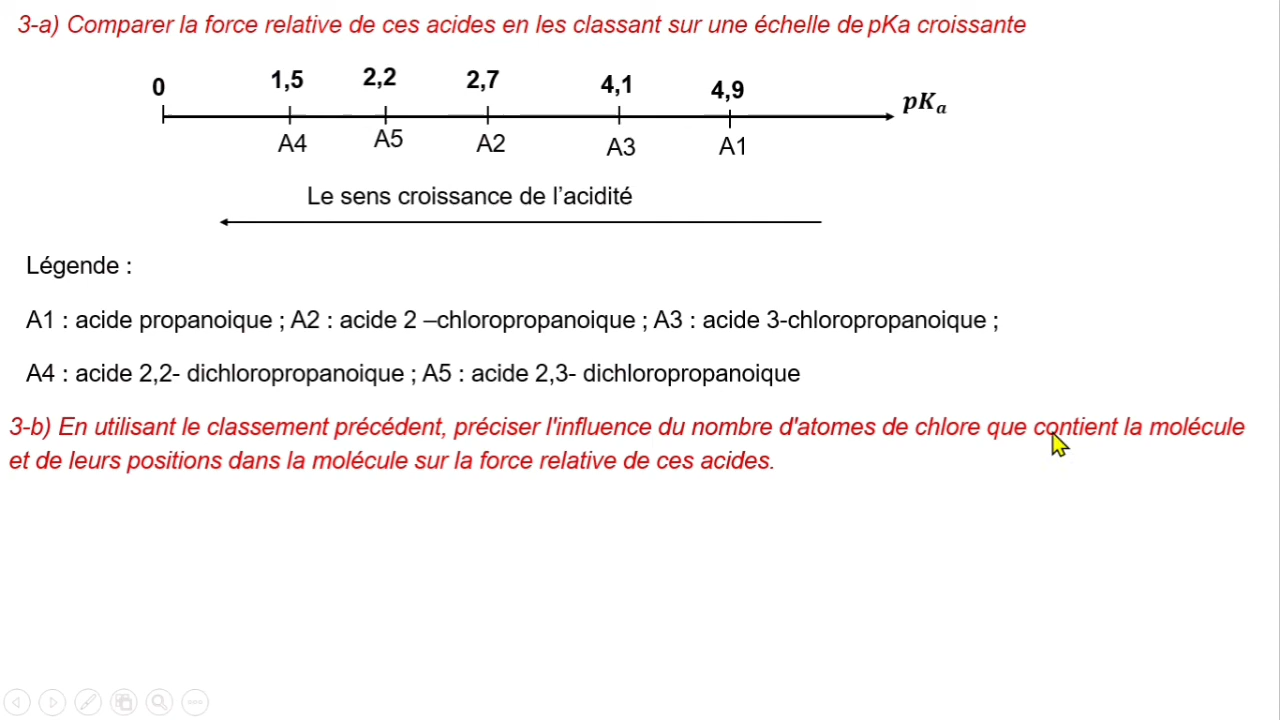 3-a) Comparer la force relative de ces acides en les classant sur une échelle de pKa croissante
0 1,5 2,2 2,7 4,1 4,9 pKa
A4 A5 A2 A3 A1
Le sens croissance de l’acidité
Légende :
A1 : acide propanoique ; A2 : acide 2 –chloropropanoique ; A3 : acide 3-chloropropanoique ;
A4 : acide 2,2- dichloropropanoique ; A5 : acide 2,3- dichloropropanoique
3-b) En utilisant le classement précédent, préciser l'influence du nombre d'atomes de chlore que contient la molécule
et de leurs positions dans la molécule sur la force relative de ces acides.